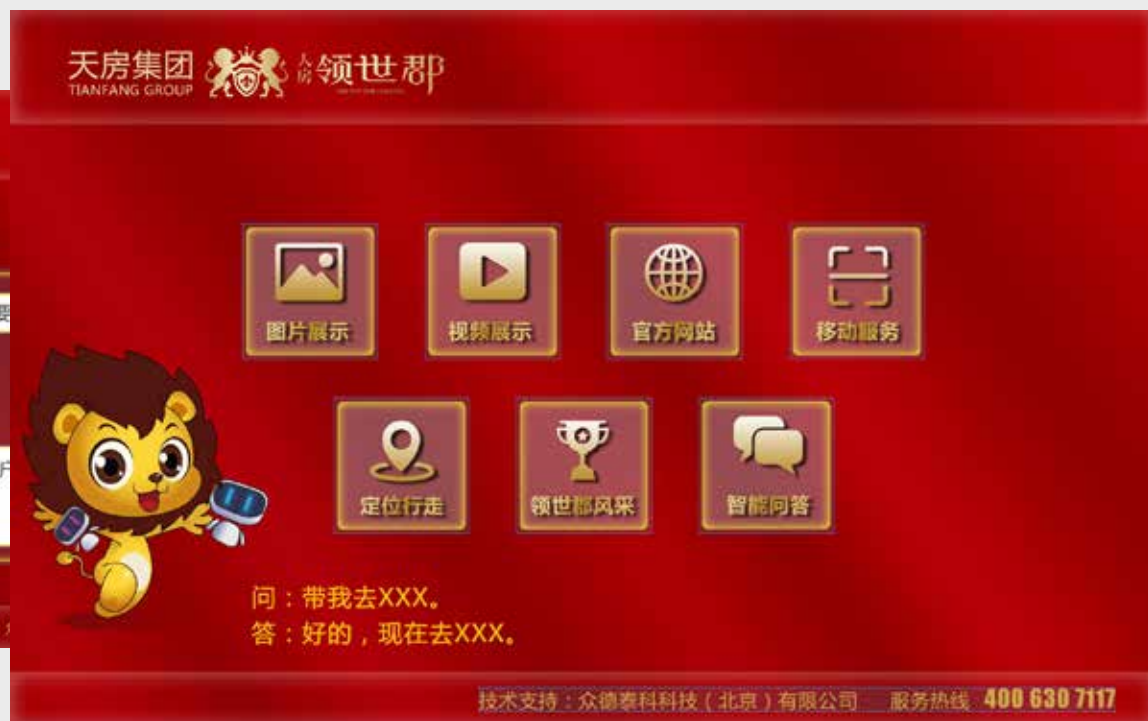 天房集团
TIANFANG GROUP
天房 领世郡
图片展示
视频展示
官方网站
移动服务
定位行走
领世郡风采
智能问答
问：带我去XXX。
答：好的，现在去XXX。
技术支持：众德泰科科技（北京）有限公司 服务热线 400 630 7117